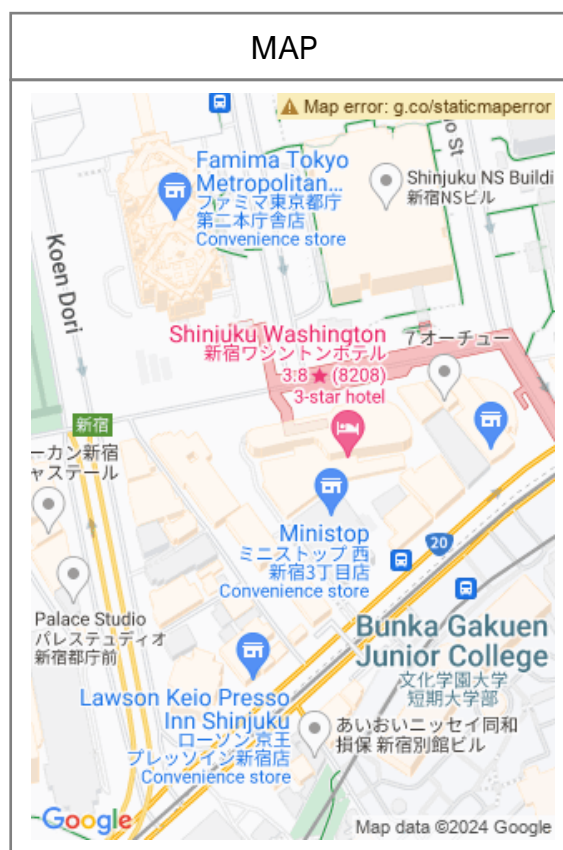 MAP
Map error: g.co/staticmaperror
Famima Tokyo
Metropolitan...
ファミマ東京都庁
第二本庁舎店
Convenience store
Shinjuku NS Buildi
新宿NSビル
Koen Dori
Shinjuku Washington
新宿ワシントンホテル
3.8★(8208)
3-star hotel
7 オーチュー
新宿
ーカン新宿
ャステール
Ministop
ミニストップ 西
新宿3丁目店
Convenience store
20
Palace Studio
パレステュディオ
新宿都庁前
Bunka Gakuen
Junior College
文化学園大学
短期大学部
Lawson Keio Presso
Inn Shinjuku
ローソン 京王
プレッソイン新宿店
Convenience store
あいおいニッセイ同和
損保 新宿別館ビル
Google
Map data ©2024 Google